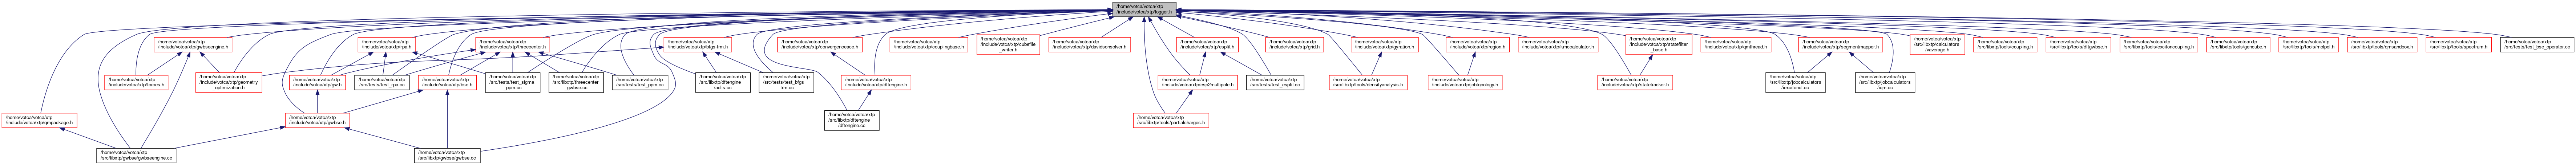 /home/votca/votca/xtp
/include/votca/xtp/logger.h
/home/votca/votca/xtp
/include/votca/xtp/gwbseengine.h
/home/votca/votca/xtp
/include/votca/xtp/rpa.h
/home/votca/votca/xtp
/include/votca/xtp/threecenter.h
/home/votca/votca/xtp
/include/votca/xtp/bfgs-trm.h
/home/votca/votca/xtp
/include/votca/xtp/convergenceacc.h
/home/votca/votca/xtp
/include/votca/xtp/couplingbase.h
/home/votca/votca/xtp
/include/votca/xtp/cubefile
_writer.h
/home/votca/votca/xtp
/include/votca/xtp/davidsonsolver.h
/home/votca/votca/xtp
/include/votca/xtp/espfit.h
/home/votca/votca/xtp
/include/votca/xtp/grid.h
/home/votca/votca/xtp
/include/votca/xtp/gyration.h
/home/votca/votca/xtp
/include/votca/xtp/region.h
/home/votca/votca/xtp
/include/votca/xtp/kmccalculator.h
/home/votca/votca/xtp
/include/votca/xtp/statefilter
_base.h
/home/votca/votca/xtp
/include/votca/xtp/qmthread.h
/home/votca/votca/xtp
/include/votca/xtp/segmentmapper.h
/home/votca/votca/xtp
/src/libxtp/calculators
/eaverage.h
/home/votca/votca/xtp
/src/libxtp/tools/coupling.h
/home/votca/votca/xtp
/src/libxtp/tools/dftgwbse.h
/home/votca/votca/xtp
/src/libxtp/tools/excitoncoupling.h
/home/votca/votca/xtp
/src/libxtp/tools/gencube.h
/home/votca/votca/xtp
/src/libxtp/tools/molpol.h
/home/votca/votca/xtp
/src/libxtp/tools/qmsandbox.h
/home/votca/votca/xtp
/src/libxtp/tools/spectrum.h
/home/votca/votca/xtp
/src/tests/test_bse_operator.cc
/home/votca/votca/xtp
/include/votca/xtp/forces.h
/home/votca/votca/xtp
/include/votca/xtp/geometry
_optimization.h
/home/votca/votca/xtp
/include/votca/xtp/gw.h
/home/votca/votca/xtp
/src/tests/test_rpa.cc
/home/votca/votca/xtp
/include/votca/xtp/bse.h
/home/votca/votca/xtp
/src/tests/test_sigma
_ppm.cc
/home/votca/votca/xtp
/src/libxtp/threecenter
_gwbse.cc
/home/votca/votca/xtp
/src/tests/test_ppm.cc
/home/votca/votca/xtp
/src/libxtp/dftengine
/adiis.cc
/home/votca/votca/xtp
/src/tests/test_bfgs
-trm.cc
/home/votca/votca/xtp
/include/votca/xtp/dftengine.h
/home/votca/votca/xtp
/include/votca/xtp/esp2multipole.h
/home/votca/votca/xtp
/src/tests/test_espfit.cc
/home/votca/votca/xtp
/src/libxtp/tools/densityanalysis.h
/home/votca/votca/xtp
/include/votca/xtp/jobtopology.h
/home/votca/votca/xtp
/include/votca/xtp/statetracker.h
/home/votca/votca/xtp
/src/libxtp/jobcalculators
/iexcitoncl.cc
/home/votca/votca/xtp
/src/libxtp/jobcalculators
/iqm.cc
/home/votca/votca/xtp
/include/votca/xtp/qmpackage.h
/home/votca/votca/xtp
/include/votca/xtp/gwbse.h
/home/votca/votca/xtp
/src/libxtp/dftengine
/dftengine.cc
/home/votca/votca/xtp
/src/libxtp/tools/partialcharges.h
/home/votca/votca/xtp
/src/libxtp/gwbse/gwbseengine.cc
/home/votca/votca/xtp
/src/libxtp/gwbse/gwbse.cc